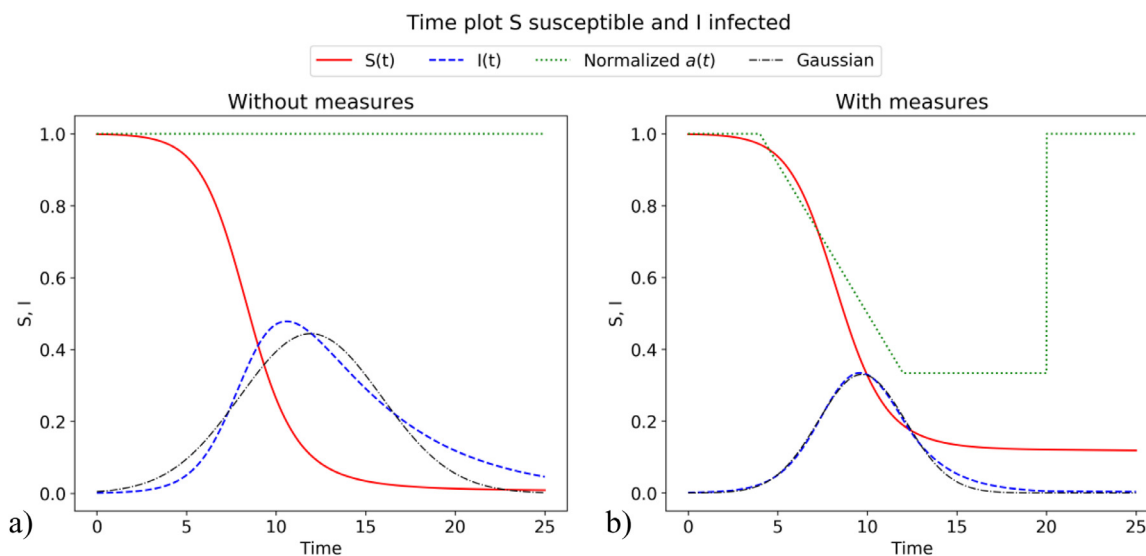 Time plot S susceptible and I infected
S(t) I(t) Normalized a(t) Gaussian
Without measures
1.0
0.8
0.6
0.4
0.2
0.0
S, I
0 5 10 15 20 25
Time
a)
With measures
1.0
0.8
0.6
0.4
0.2
0.0
S, I
0 5 10 15 20 25
Time
b)